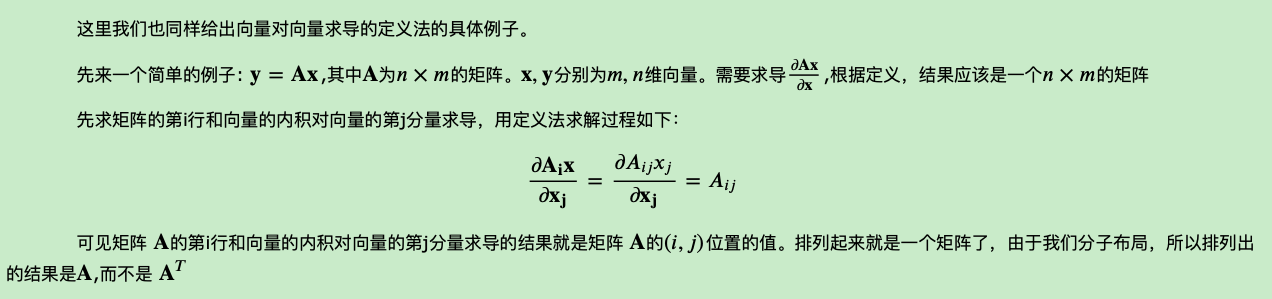 这里我们也同样给出向量对向量求导的定义法的具体例子。
先来一个简单的例子: $\mathbf{y} = \mathbf{A}\mathbf{x}$,其中$\mathbf{A}$为$n \times m$的矩阵。$\mathbf{x}, \mathbf{y}$分别为$m, n$维向量。需要求导$\frac{\partial \mathbf{A}\mathbf{x}}{\partial \mathbf{x}}$,根据定义，结果应该是一个$n \times m$的矩阵
先求矩阵的第i行和向量的内积对向量的第j分量求导，用定义法求解过程如下：
$\frac{\partial \mathbf{A_i}\mathbf{x}}{\partial \mathbf{x_j}} = \frac{\partial A_{ij}x_j}{\partial \mathbf{x_j}} = A_{ij}$
可见矩阵 $\mathbf{A}$的第i行和向量的内积对向量的第j分量求导的结果就是矩阵 $\mathbf{A}$的$(i, j)$位置的值。排列起来就是一个矩阵了，由于我们分子布局，所以排列出
的结果是$\mathbf{A}$,而不是 $\mathbf{A}^T$